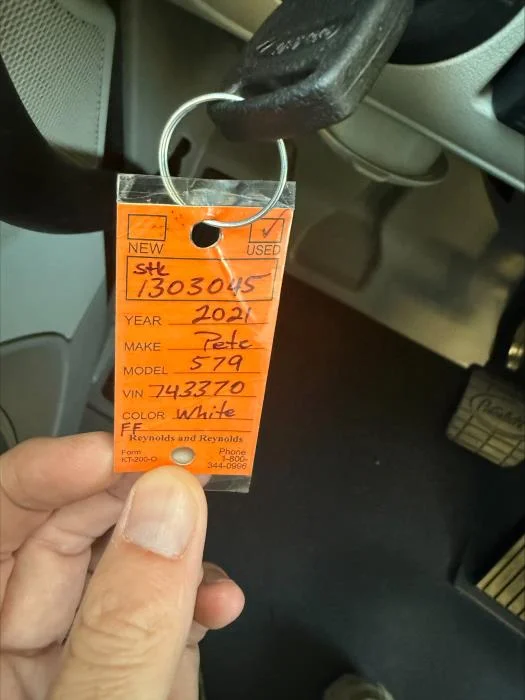 NEW
USED ✓
Stk
1303045
YEAR 2021
MAKE Pete
MODEL 579
VIN 743370
COLOR White
FF
Reynolds and Reynolds
Form
KT-200-O
Phone
1-800-
344-0996